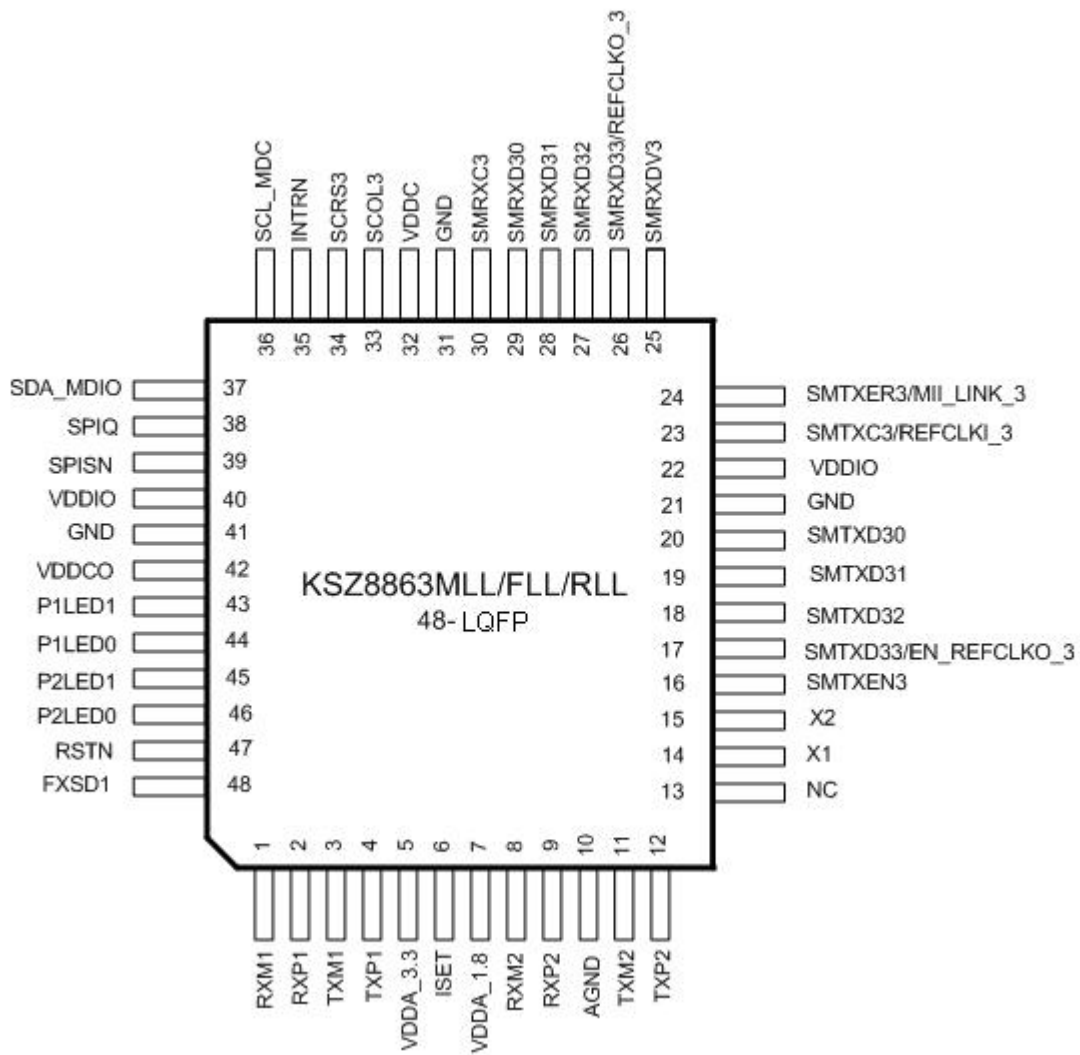 SCL_MDC
INTRN
SCRS3
SCOL3
VDDC
GND
SMRXC3
SMRXD30
SMRXD31
SMRXD32
SMRXD33/REFCLKO_3
SMRXDV3
36
35
34
33
32
31
30
29
28
27
26
25
SDA_MDIO
37
SPIQ
38
SPISN
39
VDDIO
40
GND
41
VDDCO
42
P1LED1
43
P1LED0
44
P2LED1
45
P2LED0
46
RSTN
47
FXSD1
48
KSZ8863MLL/FLL/RLL
48- LQFP
24
SMTXER3/MII_LINK_3
23
SMTXC3/REFCLKI_3
22
VDDIO
21
GND
20
SMTXD30
19
SMTXD31
18
SMTXD32
17
SMTXD33/EN_REFCLKO_3
16
SMTXEN3
15
X2
14
X1
13
NC
1
2
3
4
5
6
7
8
9
10
11
12
RXM1
RXP1
TXM1
TXP1
VDDA_3.3
ISET
VDDA_1.8
RXM2
RXP2
AGND
TXM2
TXP2